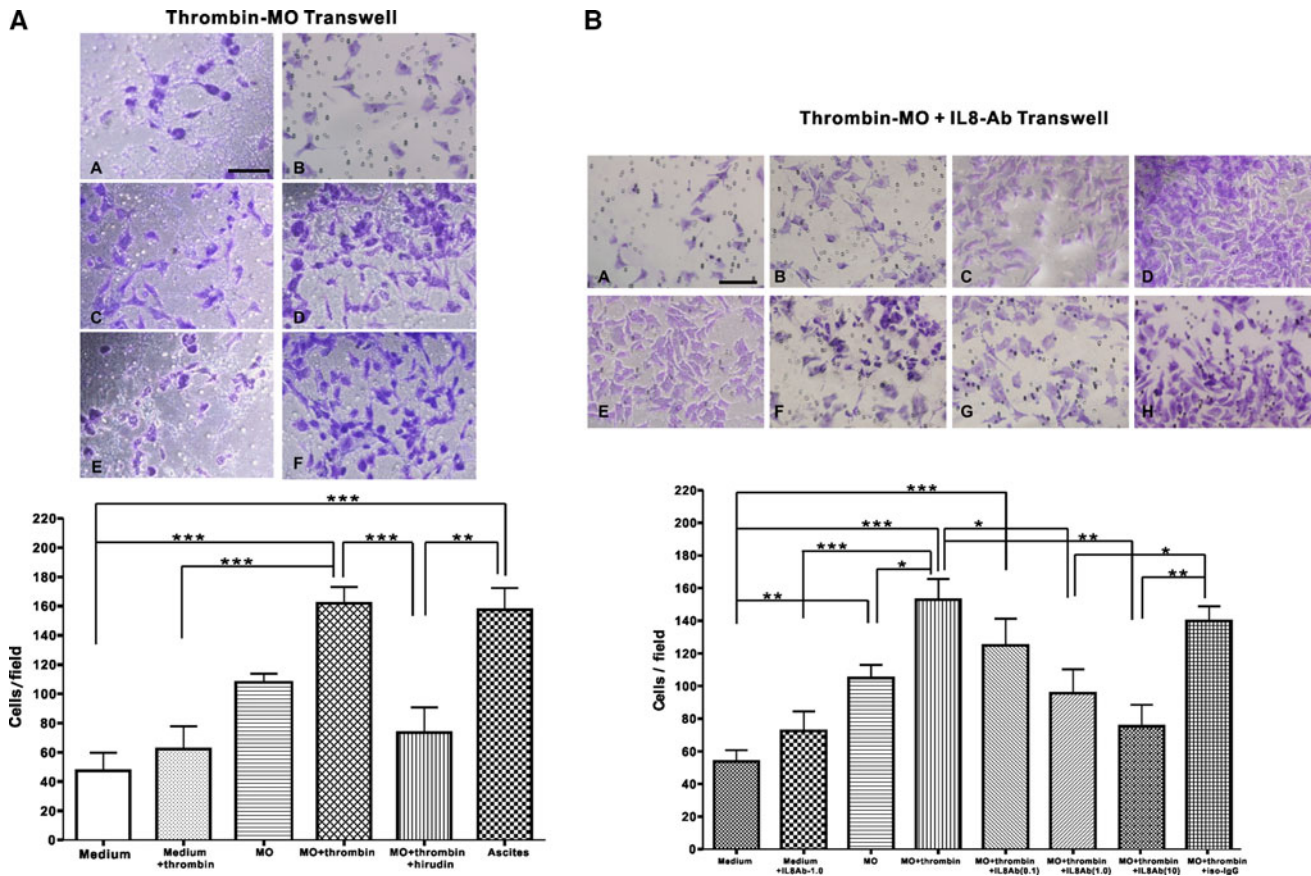 A
Thrombin-MO Transwell
A
B
C
D
E
F
Cells/field
220
200
180
160
140
120
100
80
60
40
20
0
***
***
***
***
**
Medium
Medium
+thrombin
MO
MO+thrombin
MO+thrombin
+hirudin
Ascites
B
Thrombin-MO + IL8-Ab Transwell
A
B
C
D
E
F
G
H
Cells / field
220
200
180
160
140
120
100
80
60
40
20
0
***
***
*
***
**
*
*
**
**
Medium
Medium
+IL8Ab-1.0
MO
MO+thrombin
MO+thrombin
+IL8Ab(0.1)
MO+thrombin
+IL8Ab(1.0)
MO+thrombin
+IL8Ab(10)
MO+thrombin
+iso-IgG